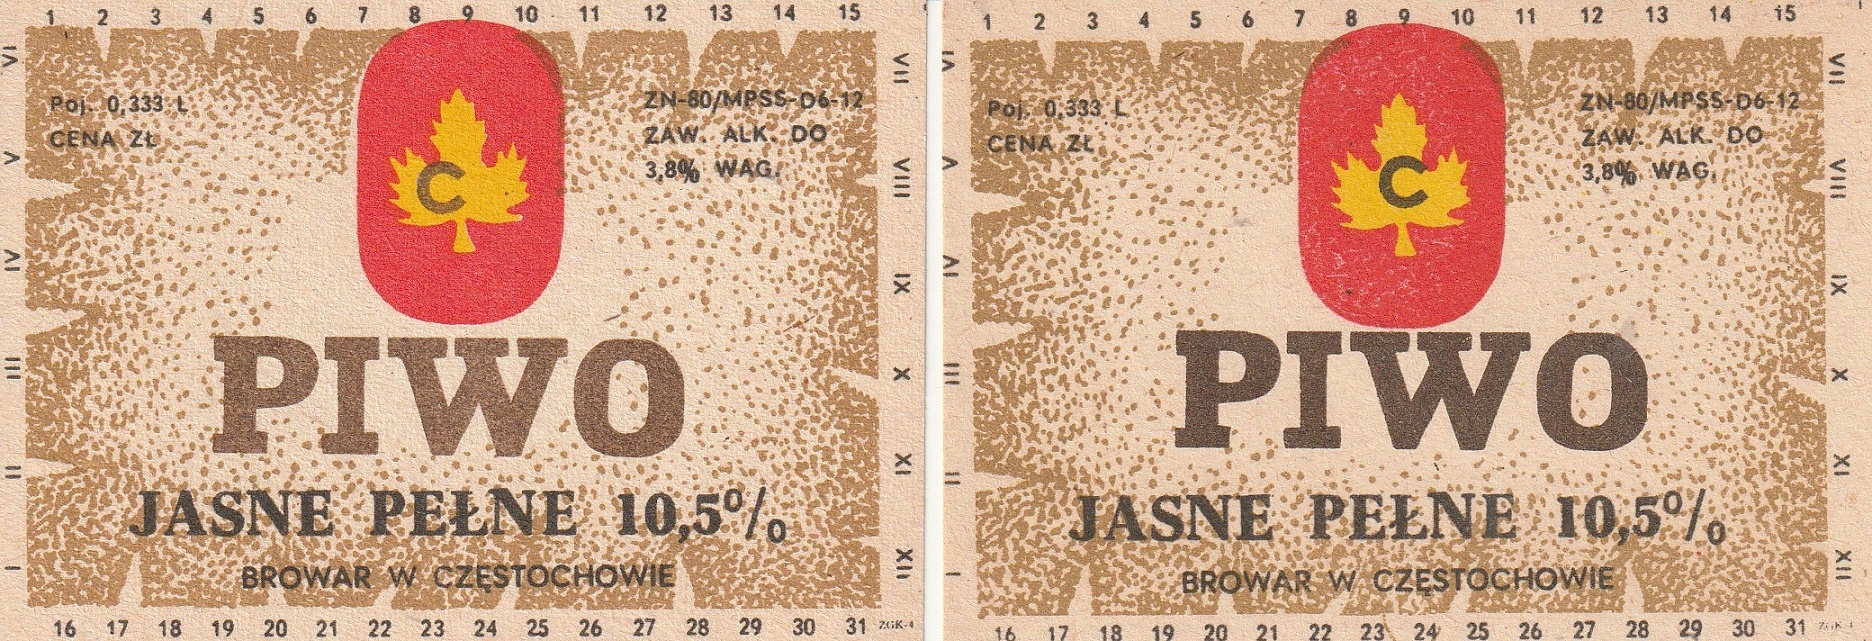 1 2 3 4 5 6 7 8 9 10 11 12 13 14 15
VI V IV III II I
Poj. 0,333 L
CENA ZŁ
C
ZN-80/MPSS-D6-12
ZAW. ALK. DO
3,8% WAG.
VII VIII IX X XI XII
PIWO
JASNE PEŁNE 10,5%
BROWAR W CZĘSTOCHOWIE
16 17 18 19 20 21 22 23 24 25 26 27 28 29 30 31 ZGK-4
1 2 3 4 5 6 7 8 9 10 11 12 13 14 15
VI V IV III II I
Poj. 0,333 L
CENA ZŁ
C
ZN-80/MPSS-D6-12
ZAW. ALK. DO
3,8% WAG.
VII VIII IX X XI XII
PIWO
JASNE PEŁNE 10,5%
BROWAR W CZĘSTOCHOWIE
16 17 18 19 20 21 22 23 24 25 26 27 28 29 30 31